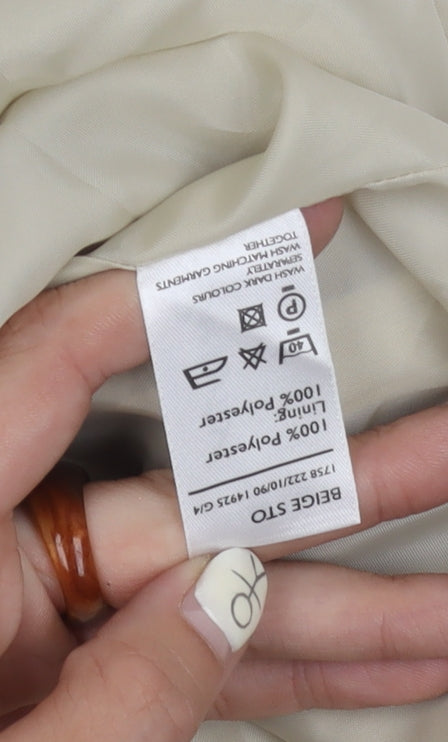 BEIGE STO
1758 222/10/90 14925 G/4
100% Polyester
Lining:
100% Polyester
40
P
WASH DARK COLOURS
SEPARATELY
WASH MATCHING GARMENTS
TOGETHER